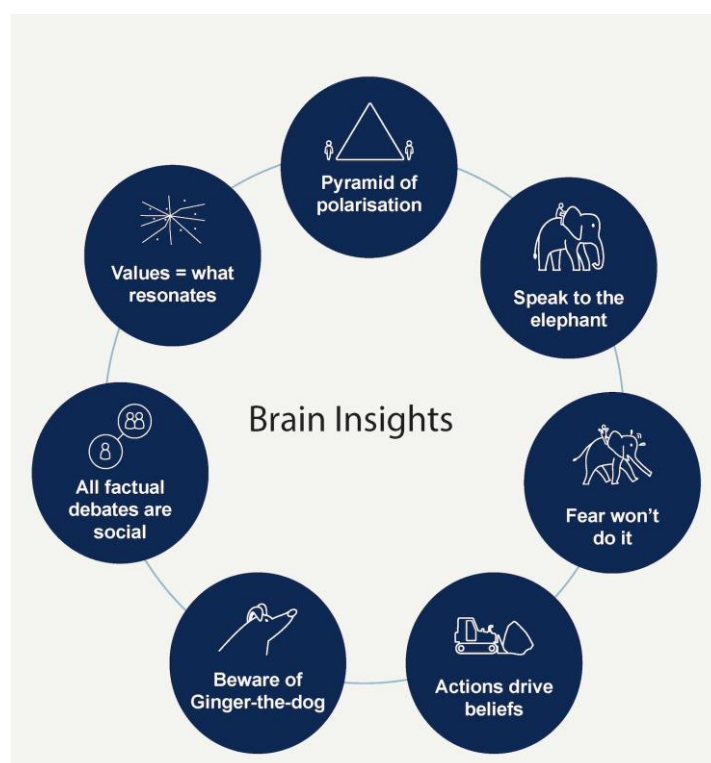 Pyramid of
polarisation
Speak to the
elephant
Fear won't
do it
Actions drive
beliefs
Beware of
Ginger-the-dog
All factual
debates are
social
Values = what
resonates
Brain Insights